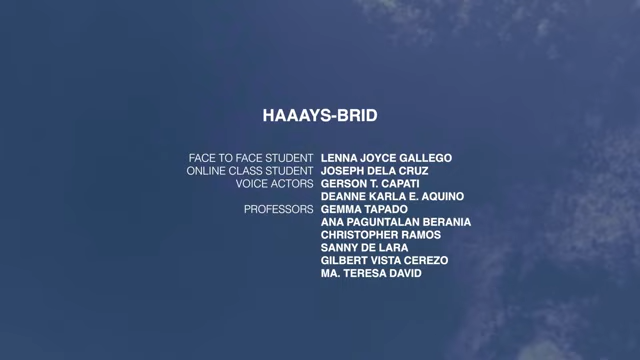 HAAAYS-BRID
FACE TO FACE STUDENT LENNA JOYCE GALLEGO
ONLINE CLASS STUDENT JOSEPH DELA CRUZ
VOICE ACTORS GERSON T. CAPATI
DEANNE KARLA E. AQUINO
PROFESSORS GEMMA TAPADO
ANA PAGUNTALAN BERANIA
CHRISTOPHER RAMOS
SANNY DE LARA
GILBERT VISTA CEREZO
MA. TERESA DAVID